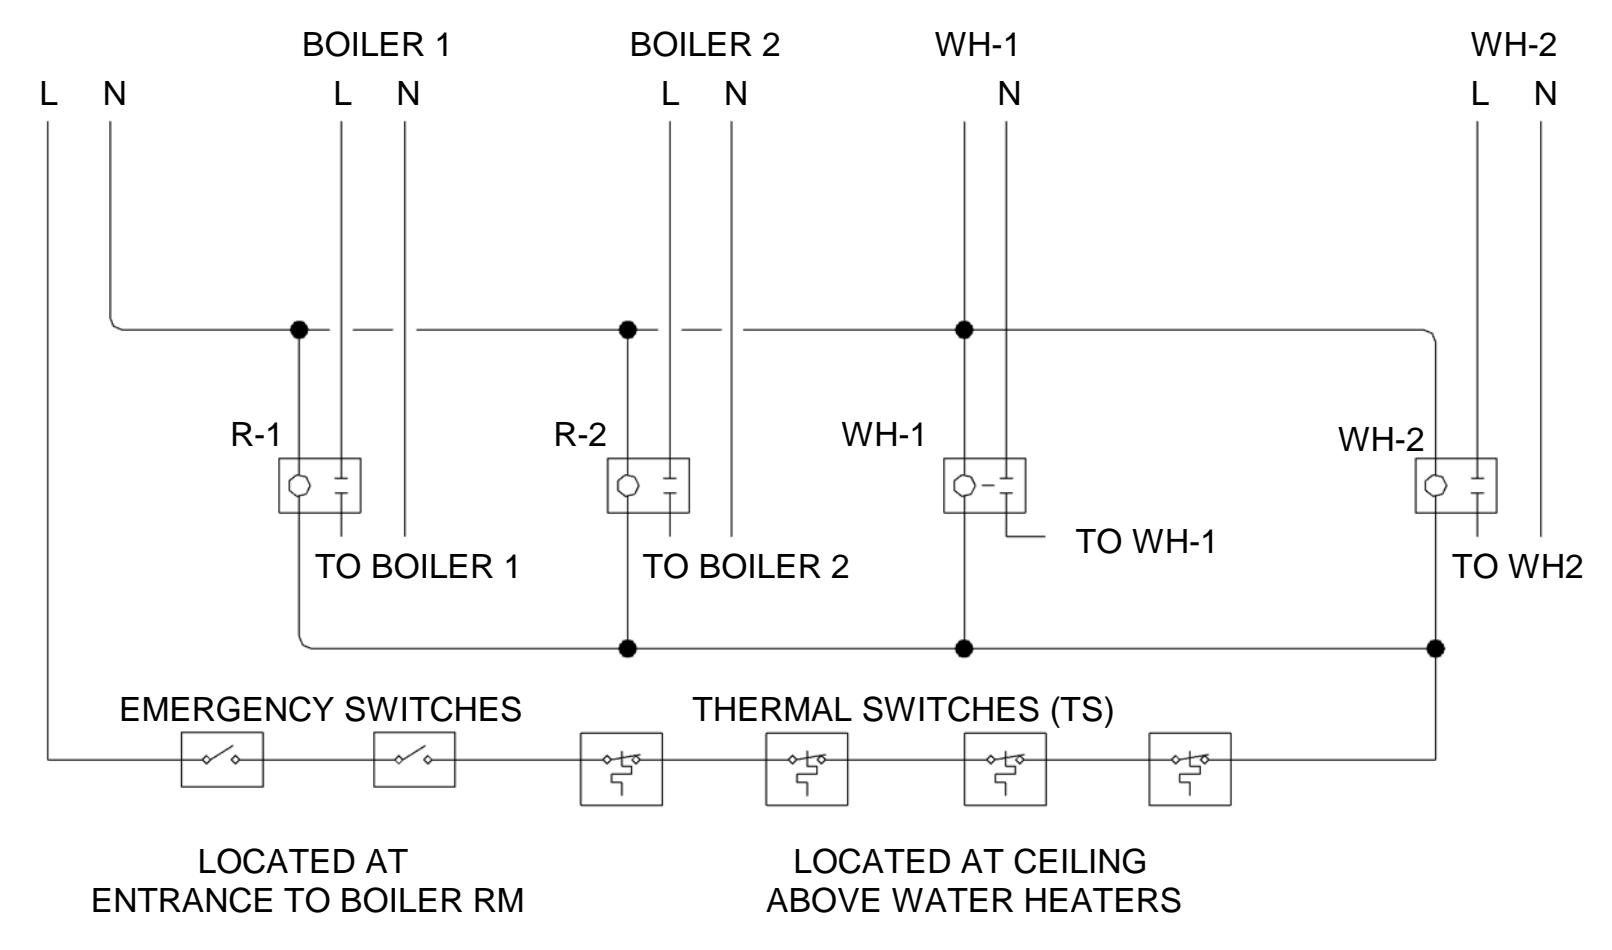 BOILER 1 BOILER 2 WH-1 WH-2
L N L N L N N L N
R-1 R-2 WH-1 WH-2
TO WH-1
TO BOILER 1 TO BOILER 2 TO WH2
EMERGENCY SWITCHES THERMAL SWITCHES (TS)
LOCATED AT LOCATED AT CEILING
ENTRANCE TO BOILER RM ABOVE WATER HEATERS